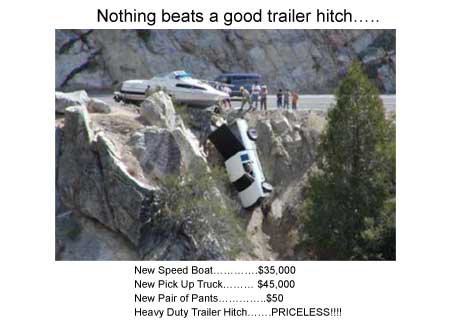 Nothing beats a good trailer hitch…..
New Speed Boat………….$35,000
New Pick Up Truck……… $45,000
New Pair of Pants…………..$50
Heavy Duty Trailer Hitch…….PRICELESS!!!!